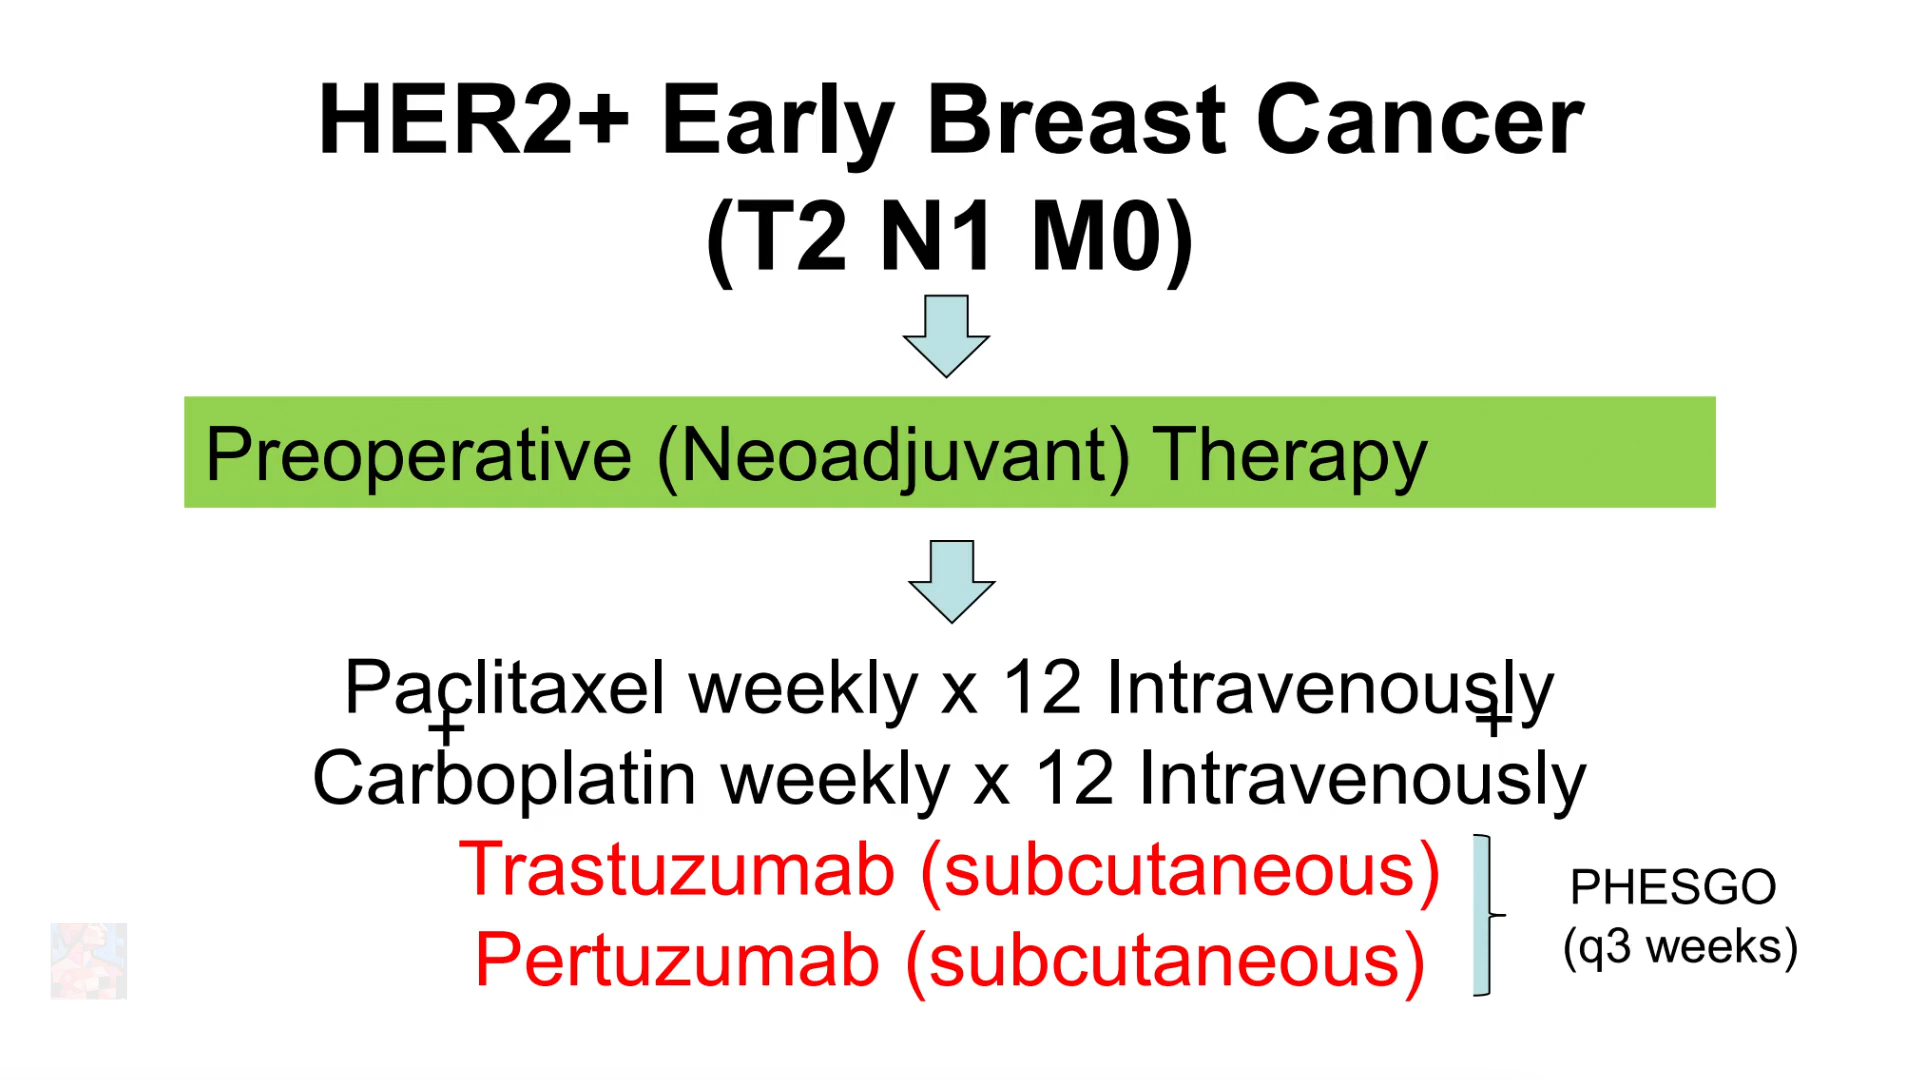 HER2+ Early Breast Cancer
(T2 N1 M0)
Preoperative (Neoadjuvant) Therapy
Paclitaxel weekly x 12 Intravenously
+ +
Carboplatin weekly x 12 Intravenously
Trastuzumab (subcutaneous)
Pertuzumab (subcutaneous)
PHESGO
(q3 weeks)